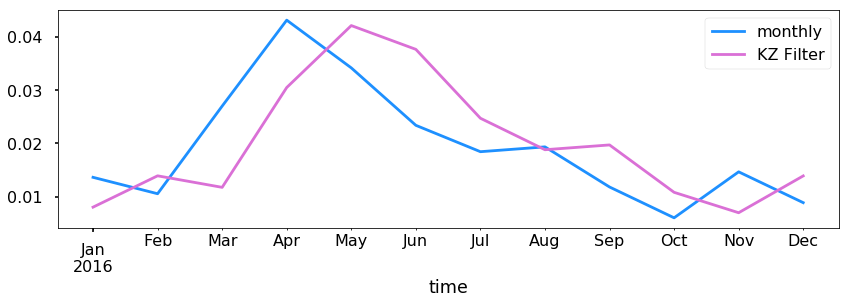 0.04
0.03
0.02
0.01
monthly
KZ Filter
Jan Feb Mar Apr May Jun Jul Aug Sep Oct Nov Dec
2016
time